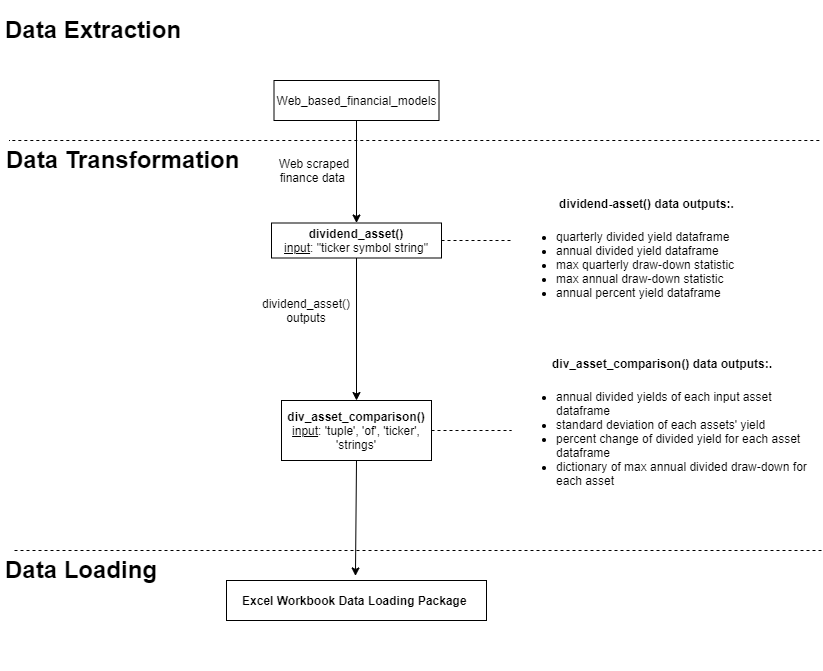 Data Extraction
Web_based_financial_models
Data Transformation
Web scraped
finance data
dividend_asset()
input: "ticker symbol string"
dividend-asset() data outputs:.
quarterly divided yield dataframe
annual divided yield dataframe
max quarterly draw-down statistic
max annual draw-down statistic
annual percent yield dataframe
dividend_asset()
outputs
div_asset_comparison()
input: 'tuple', 'of', 'ticker',
'strings'
div_asset_comparison() data outputs:.
annual divided yields of each input asset
dataframe
standard deviation of each assets' yield
percent change of divided yield for each asset
dataframe
dictionary of max annual divided draw-down for
each asset
Data Loading
Excel Workbook Data Loading Package